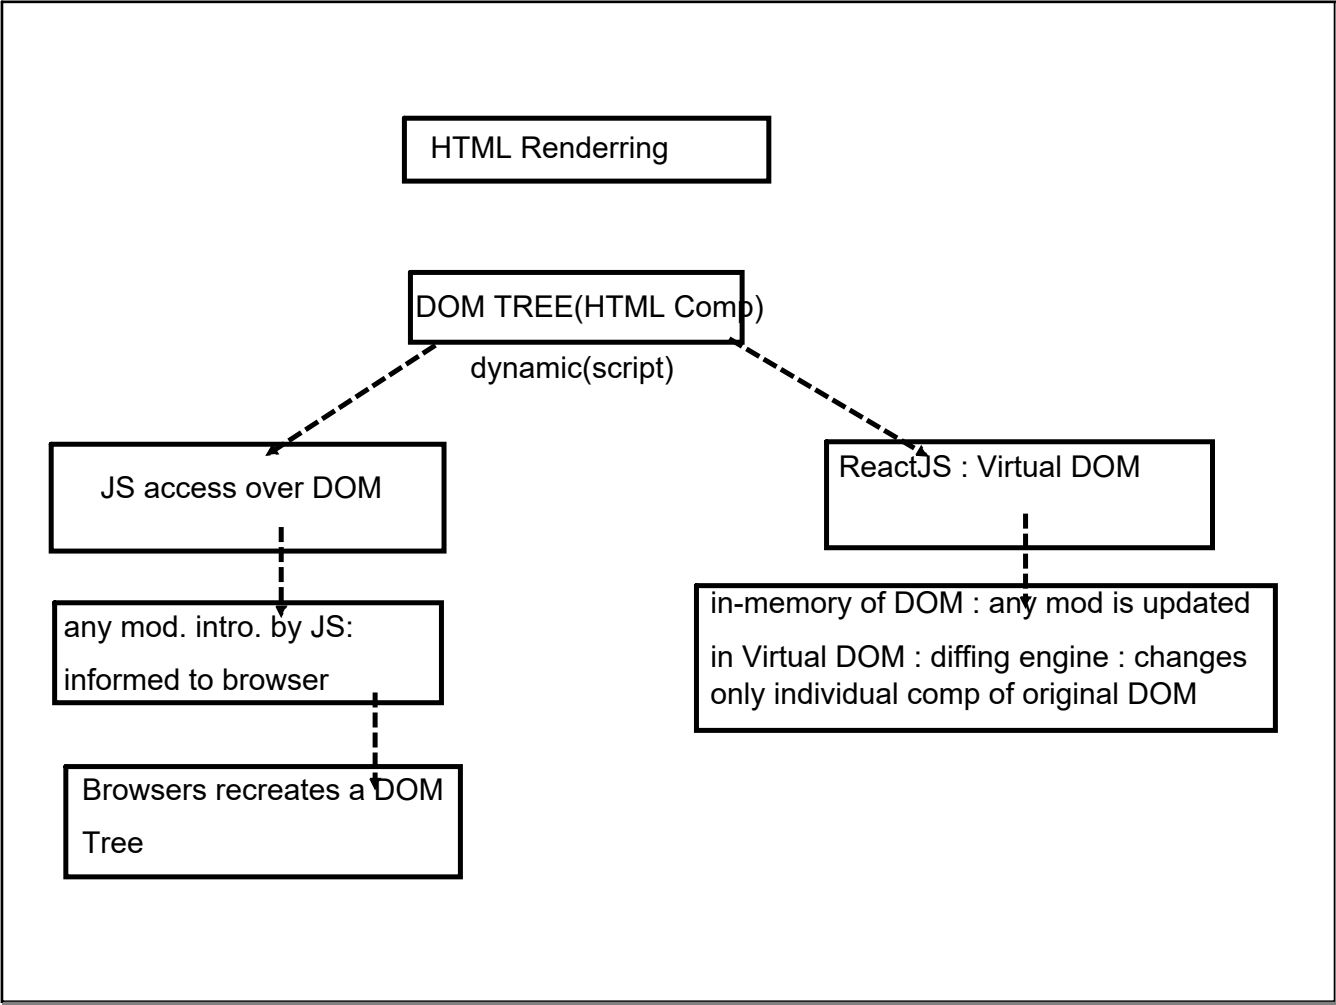 HTML Renderring
DOM TREE(HTML Comp)
dynamic(script)
JS access over DOM
ReactJS : Virtual DOM
any mod. intro. by JS:
informed to browser
in-memory of DOM : any mod is updated
in Virtual DOM : diffing engine : changes
only individual comp of original DOM
Browsers recreates a DOM
Tree